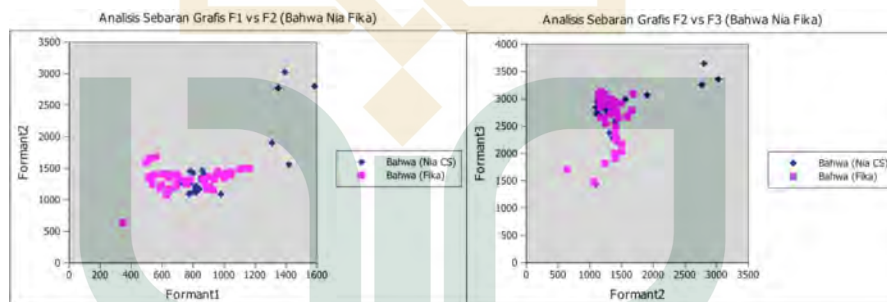 Analisis Sebaran Grafis F1 vs F2 (Bahwa Nia Fika)
3500
3000
2500
2000
1500
1000
500
0
Formant2
0 200 400 600 800 1000 1200 1400 1600
Formant1
Bahwa (Nia CS)
Bahwa (Fika)
Analisis Sebaran Grafis F2 vs F3 (Bahwa Nia Fika)
4000
3500
3000
2500
2000
1500
1000
500
0
Formant3
0 500 1000 1500 2000 2500 3000 3500
Formant2
Bahwa (Nia CS)
Bahwa (Fika)